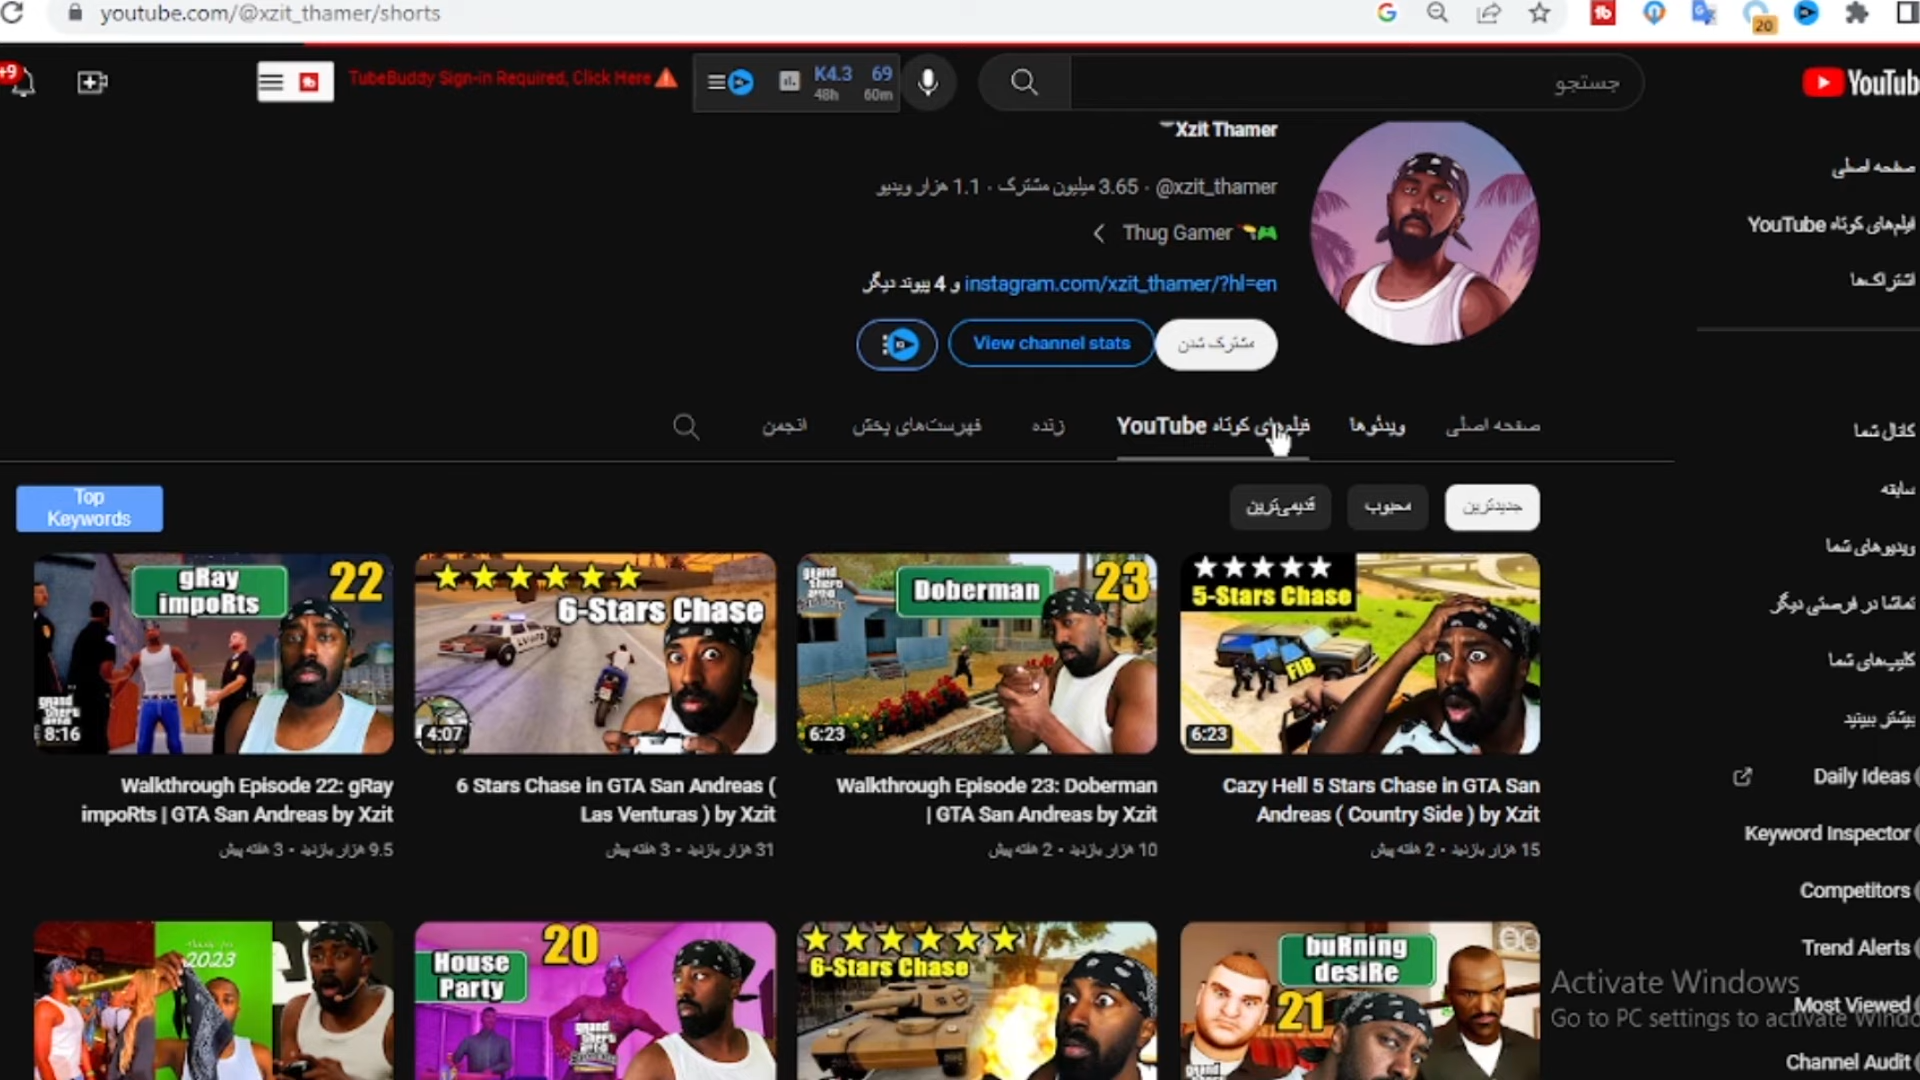 youtube.com/@xzit_thamer/shorts
20
+9
TubeBuddy Sign-in Required, Click Here
K4.3 69
48h 60m
جستجو
YouTub
Xzit Thamer
@xzit_thamer · 3.65 میلیون مشترک · 1.1 هزار ویدیو
Thug Gamer
instagram.com/xzit_thamer/?hl=en و 4 پیوند دیگر
مشترک شدن
View channel stats
صفحه اصلی
ویدئوها
فیلم‌های کوتاه YouTube
زنده
فهرست‌های پخش
انجمن
جدیدترین
محبوب
قدیمی‌ترین
Top
Keywords
gRay
impoRts
22
8:16
6-Stars Chase
4:07
Doberman
23
6:23
5-Stars Chase
FIB
6:23
Cazy Hell 5 Stars Chase in GTA San
Andreas ( Country Side ) by Xzit
15 هزار بازدید • 2 هفته پیش
Walkthrough Episode 23: Doberman
| GTA San Andreas by Xzit
10 هزار بازدید • 2 هفته پیش
6 Stars Chase in GTA San Andreas (
Las Venturas ) by Xzit
31 هزار بازدید • 3 هفته پیش
Walkthrough Episode 22: gRay
impoRts | GTA San Andreas by Xzit
9.5 هزار بازدید • 3 هفته پیش
2023
House
Party
20
6-Stars Chase
buRning
desiRe
21
صفحه اصلی
فیلم‌های کوتاه YouTube
اشتراک‌ها
کانال شما
سابقه
ویدیوهای شما
تماشا در فرصتی دیگر
کلیپ‌های شما
بیشتر ببینید
Daily Ideas
Keyword Inspector
Competitors
Trend Alerts
Most Viewed
Channel Audit
Activate Windows
Go to PC settings to activate Windo